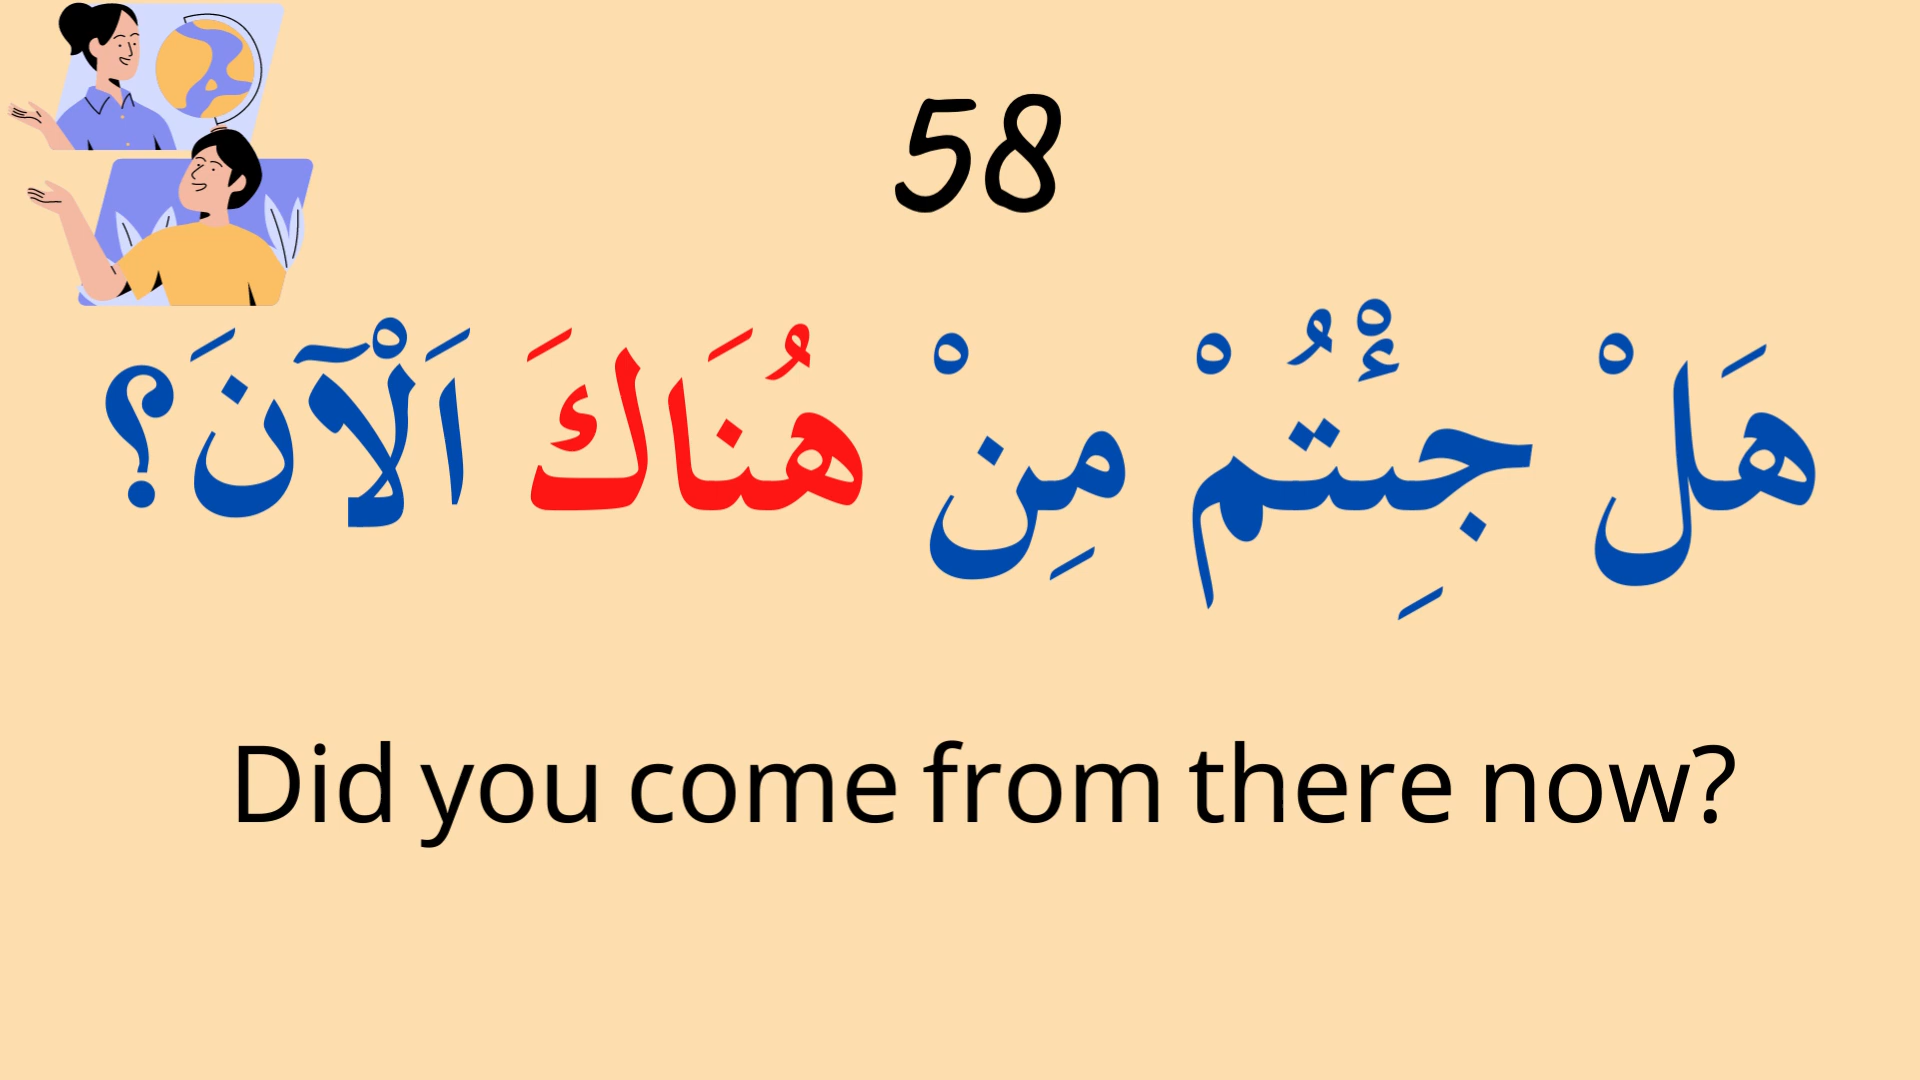 58
هَلْ جِئْتُمْ مِنْ هُنَاكَ اَلْآنَ؟
Did you come from there now?